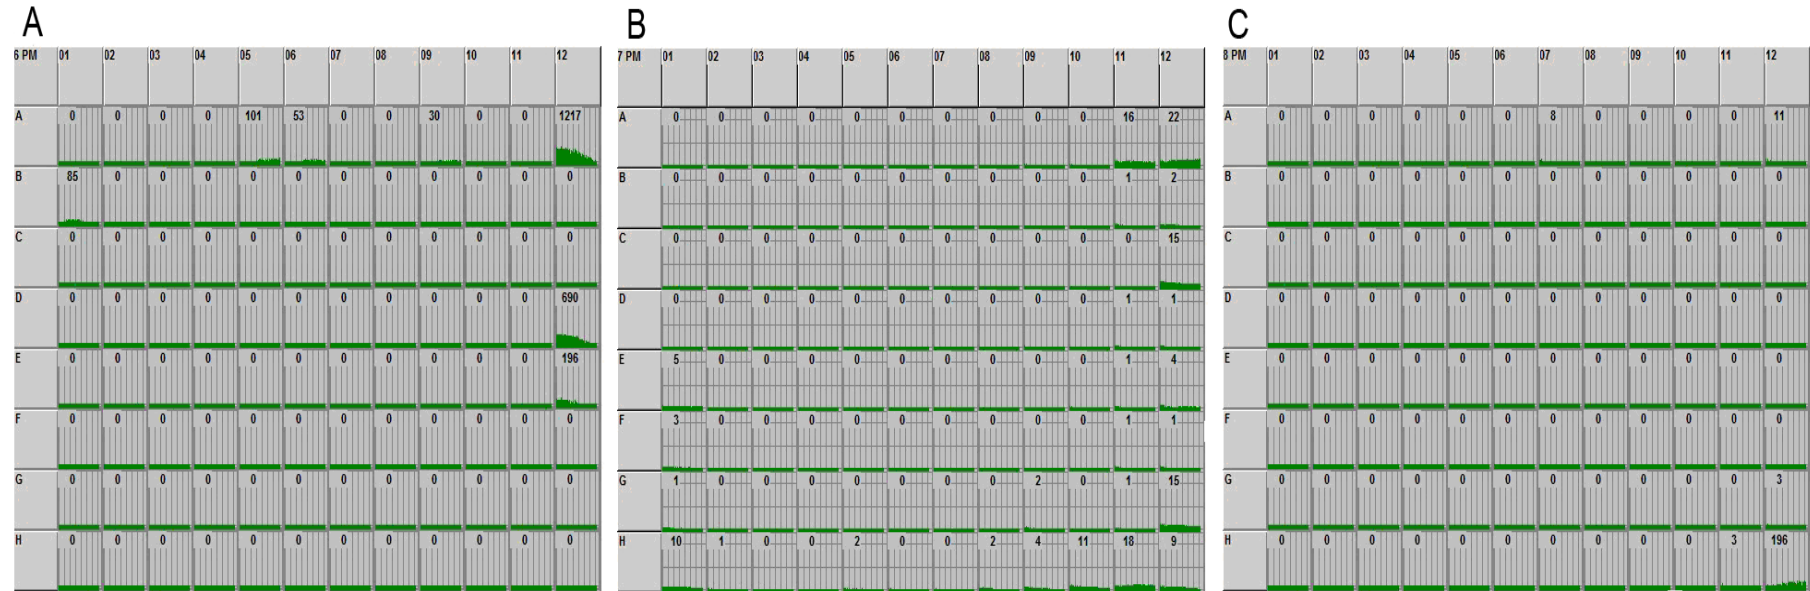 A B C
6 PM 01 02 03 04 05 06 07 08 09 10 11 12
A 0 0 0 0 101 53 0 0 30 0 0 1217
B 85 0 0 0 0 0 0 0 0 0 0 0
C 0 0 0 0 0 0 0 0 0 0 0 0
D 0 0 0 0 0 0 0 0 0 0 0 690
E 0 0 0 0 0 0 0 0 0 0 0 196
F 0 0 0 0 0 0 0 0 0 0 0 0
G 0 0 0 0 0 0 0 0 0 0 0 0
H 0 0 0 0 0 0 0 0 0 0 0 0
7 PM 01 02 03 04 05 06 07 08 09 10 11 12
A 0 0 0 0 0 0 0 0 0 0 16 22
B 0 0 0 0 0 0 0 0 0 0 1 2
C 0 0 0 0 0 0 0 0 0 0 0 15
D 0 0 0 0 0 0 0 0 0 0 1 1
E 5 0 0 0 0 0 0 0 0 0 1 4
F 3 0 0 0 0 0 0 0 0 0 1 1
G 1 0 0 0 0 0 0 0 2 0 1 15
H 10 1 0 0 2 0 0 2 4 11 18 9
8 PM 01 02 03 04 05 06 07 08 09 10 11 12
A 0 0 0 0 0 0 8 0 0 0 0 11
B 0 0 0 0 0 0 0 0 0 0 0 0
C 0 0 0 0 0 0 0 0 0 0 0 0
D 0 0 0 0 0 0 0 0 0 0 0 0
E 0 0 0 0 0 0 0 0 0 0 0 0
F 0 0 0 0 0 0 0 0 0 0 0 0
G 0 0 0 0 0 0 0 0 0 0 0 3
H 0 0 0 0 0 0 0 0 0 0 3 196